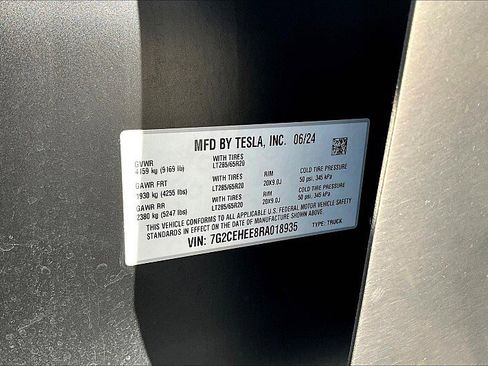 MFD BY TESLA, INC. 06/24
GVWR WITH TIRES
4159 kg (9169 lb) LT285/65R20 RIM COLD TIRE PRESSURE
GAWR FRT WITH TIRES 20X9.0J 50 psi, 345 kPa
1930 kg (4255 lb) LT285/65R20 RIM COLD TIRE PRESSURE
GAWR RR WITH TIRES 20X9.0J 50 psi, 345 kPa
2380 kg (5247 lb) LT285/65R20
THIS VEHICLE CONFORMS TO ALL APPLICABLE U.S. FEDERAL MOTOR VEHICLE SAFETY
STANDARDS IN EFFECT ON THE DATE OF MANUFACTURE SHOWN ABOVE.
VIN: 7G2CEHEE8RA018935 TYPE: TRUCK